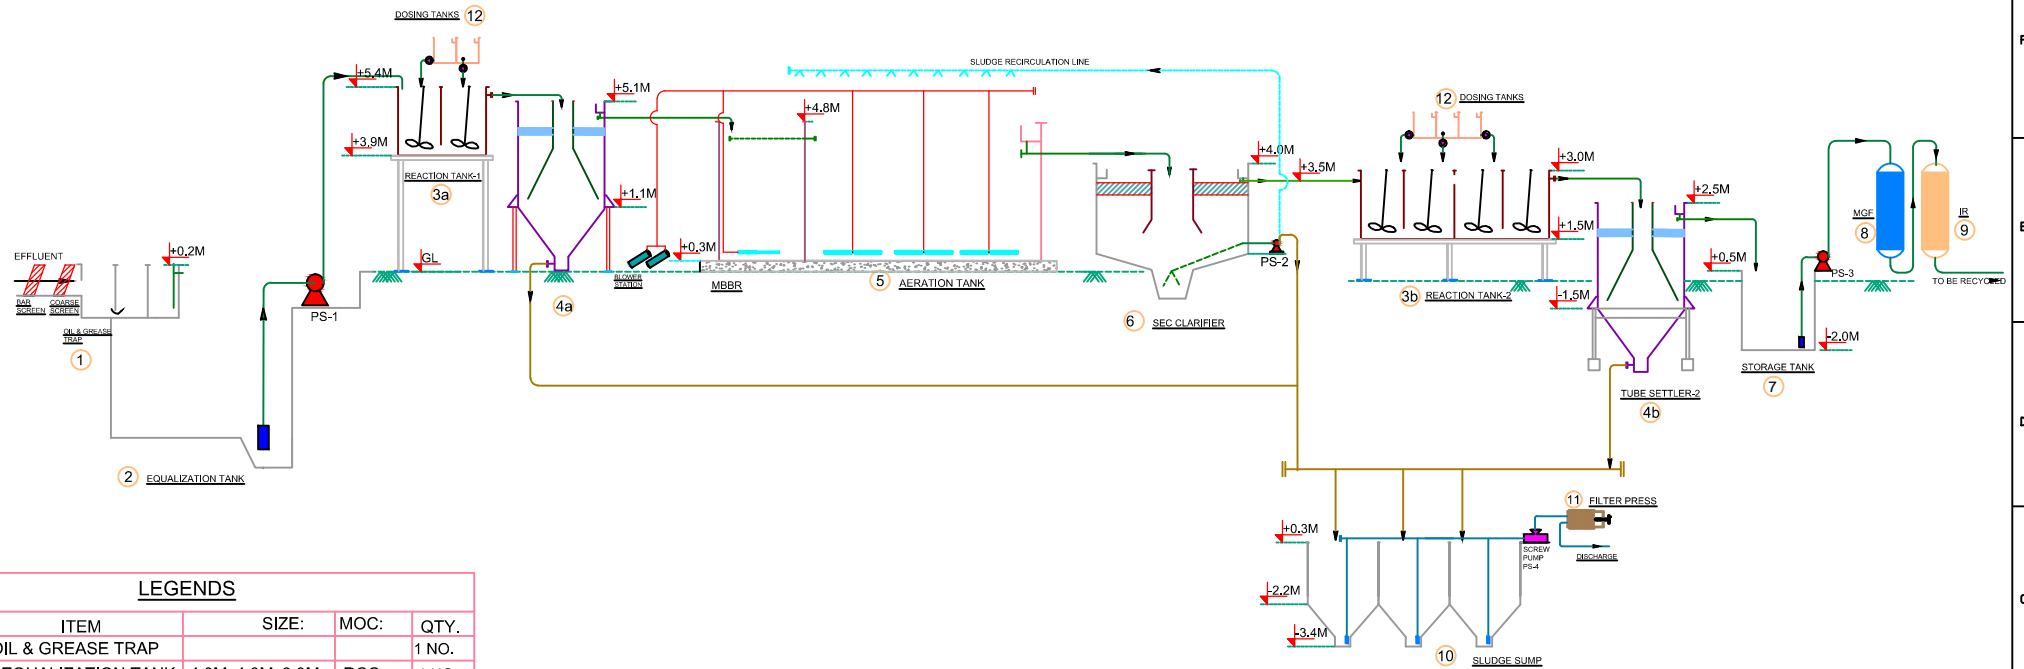 DOSING TANKS 12
+5.4M
+3.9M
REACTION TANK-1
3a
GL
+5.1M
+1.1M
4a
EFFLUENT
+0.2M
BAR
SCREEN
COARSE
SCREEN
OIL & GREASE
TRAP
1
PS-1
2 EQUALIZATION TANK
SLUDGE RECIRCULATION LINE
+4.8M
+0.3M
BLOWER
STATION
MBBR
5 AERATION TANK
+4.0M
+3.5M
PS-2
6 SEC CLARIFIER
12 DOSING TANKS
+3.0M
+1.5M
3b REACTION TANK-2
-1.5M
+2.5M
+0.5M
TUBE SETTLER-2
4b
-2.0M
STORAGE TANK
7
PS-3
MGF
8
IR
9
TO BE RECYCLED
11 FILTER PRESS
SCREW
PUMP
PS-4
DISCHARGE
+0.3M
-2.2M
-3.4M
10 SLUDGE SUMP
LEGENDS
ITEM SIZE: MOC: QTY.
OIL & GREASE TRAP 1 NO.
EQUALIZATION TANK